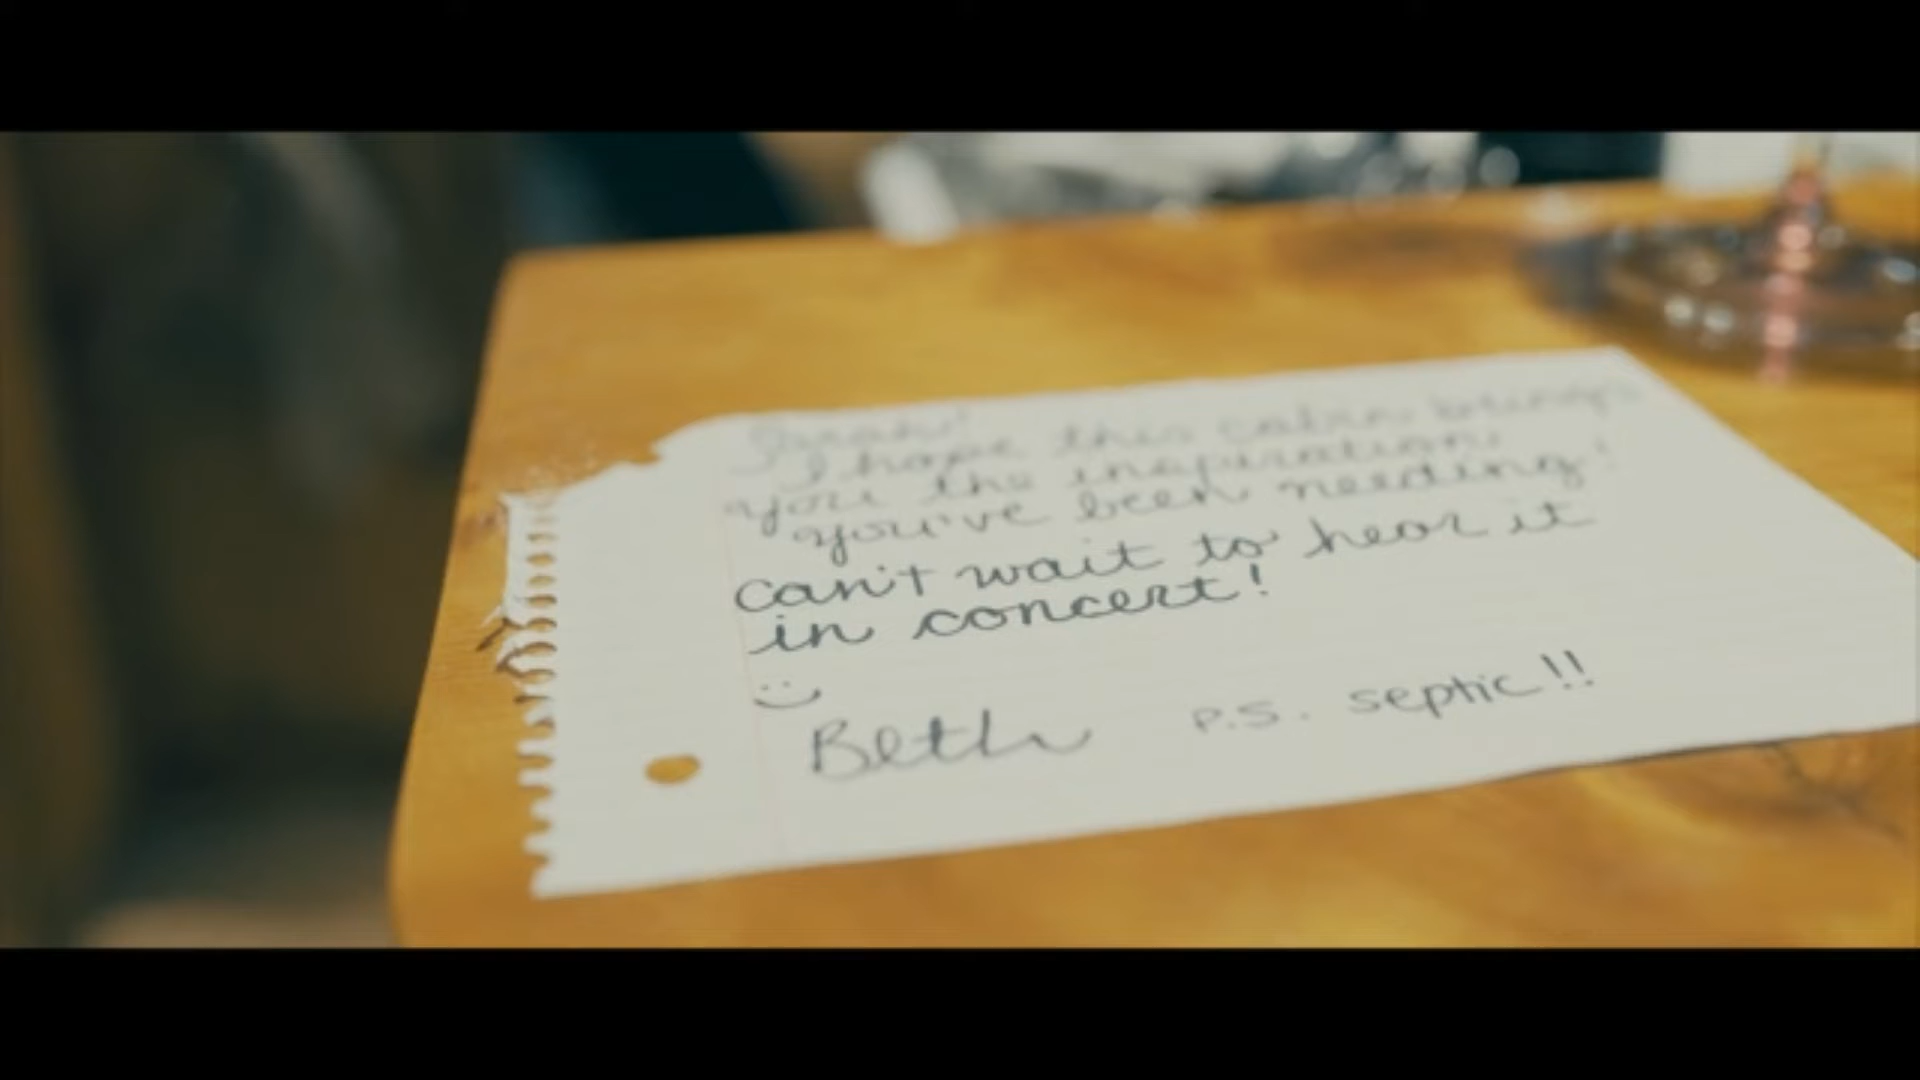 Sarah!
I hope this cabin brings
you the inspiration
you've been needing!
can't wait to hear it
in concert!
Beth
P.S. septic!!